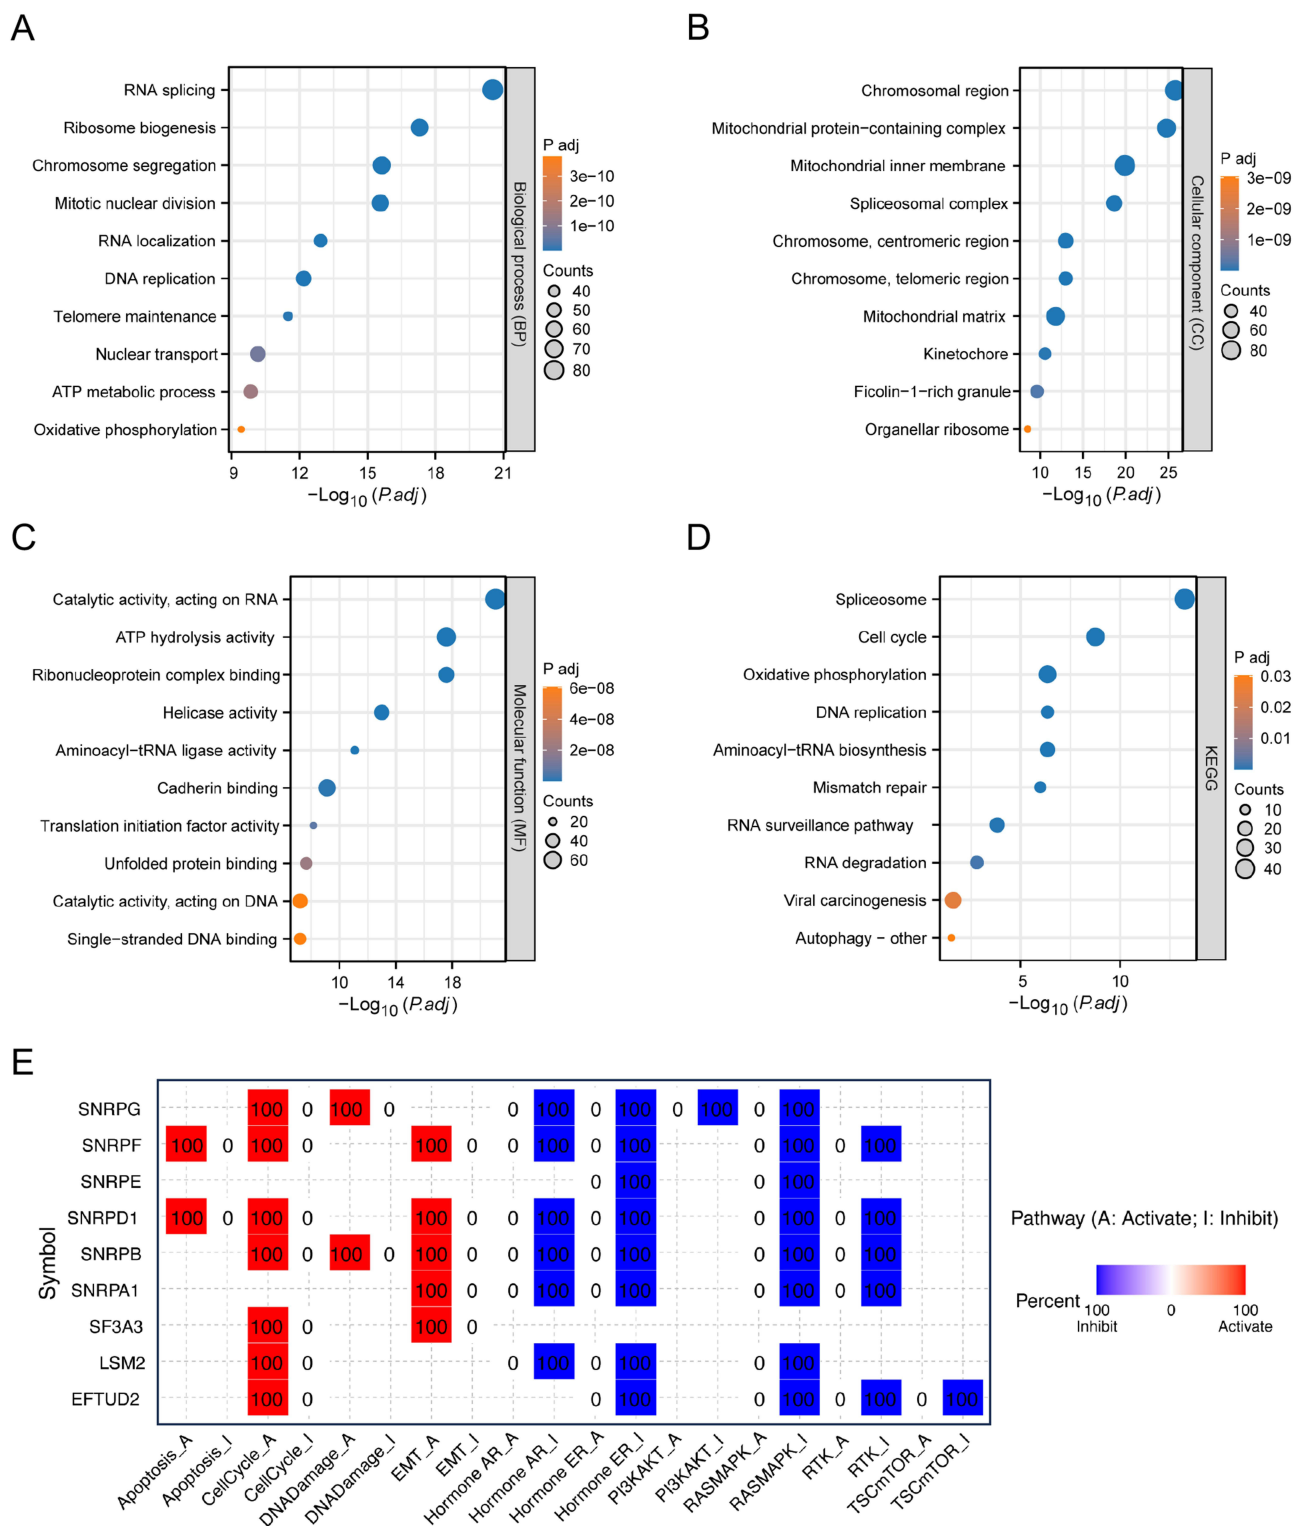 A
RNA splicing
Ribosome biogenesis
Chromosome segregation
Mitotic nuclear division
RNA localization
DNA replication
Telomere maintenance
Nuclear transport
ATP metabolic process
Oxidative phosphorylation
9 12 15 18 21
−Log10 (P.adj)
Biological process (BP)
P adj
3e−10
2e−10
1e−10
Counts
40
50
60
70
80
B
Chromosomal region
Mitochondrial protein−containing complex
Mitochondrial inner membrane
Spliceosomal complex
Chromosome, centromeric region
Chromosome, telomeric region
Mitochondrial matrix
Kinetochore
Ficolin−1−rich granule
Organellar ribosome
10 15 20 25
−Log10 (P.adj)
Cellular component (CC)
P adj
3e−09
2e−09
1e−09
Counts
40
60
80
C
Catalytic activity, acting on RNA
ATP hydrolysis activity
Ribonucleoprotein complex binding
Helicase activity
Aminoacyl−tRNA ligase activity
Cadherin binding
Translation initiation factor activity
Unfolded protein binding
Catalytic activity, acting on DNA
Single−stranded DNA binding
10 14 18
−Log10 (P.adj)
Molecular function (MF)
P adj
6e−08
4e−08
2e−08
Counts
20
40
60
D
Spliceosome
Cell cycle
Oxidative phosphorylation
DNA replication
Aminoacyl−tRNA biosynthesis
Mismatch repair
RNA surveillance pathway
RNA degradation
Viral carcinogenesis
Autophagy − other
5 10
−Log10 (P.adj)
KEGG
P adj
0.03
0.02
0.01
Counts
10
20
30
40
E
Symbol
SNRPG 100 0 100 0 0 100 0 100 0 100 0 100
SNRPF 100 0 100 0 100 0 0 100 0 100 0 100 0 100
SNRPE 0 100 0 100
SNRPD1 100 0 100 0 100 0 0 100 0 100 0 100 0 100
SNRPB 100 0 100 0 100 0 0 100 0 100 0 100 0 100
SNRPA1 100 0 0 100 0 100 0 100 0 100
SF3A3 100 0 100 0
LSM2 100 0 0 100 0 100 0 100
EFTUD2 100 0 0 100 0 100 0 100 0 100
Apoptosis_A
Apoptosis_I
CellCycle_A
CellCycle_I
DNADamage_A
DNADamage_I
EMT_A
EMT_I
Hormone AR_A
Hormone AR_I
Hormone ER_A
Hormone ER_I
PI3KAKT_A
PI3KAKT_I
RASMAPK_A
RASMAPK_I
RTK_A
RTK_I
TSCmTOR_A
TSCmTOR_I
Pathway (A: Activate; I: Inhibit)
Percent
100 0 100
Inhibit Activate